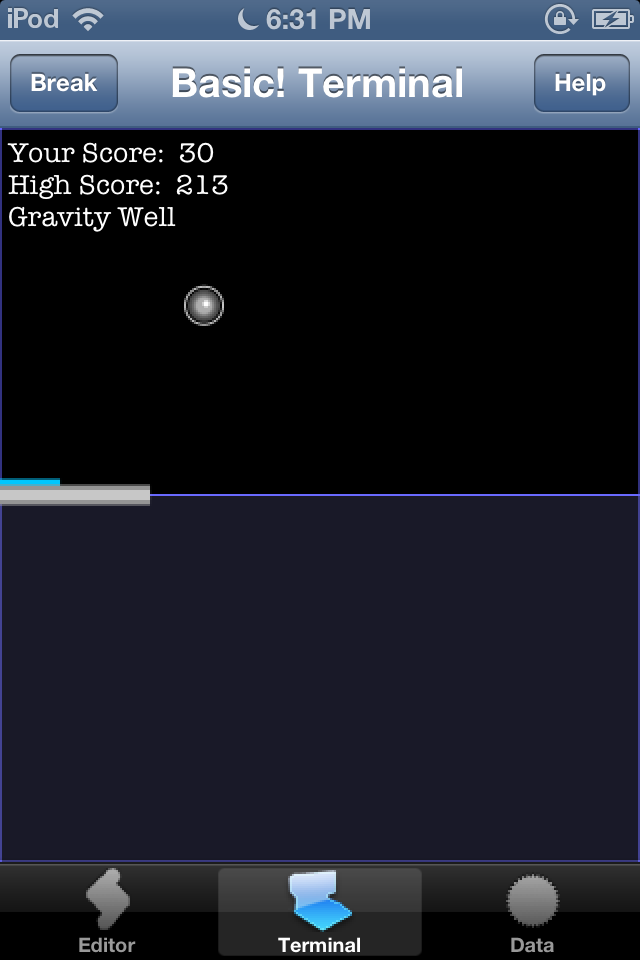 iPod 6:31 PM
Break Basic! Terminal Help
Your Score: 30
High Score: 213
Gravity Well
Editor Terminal Data